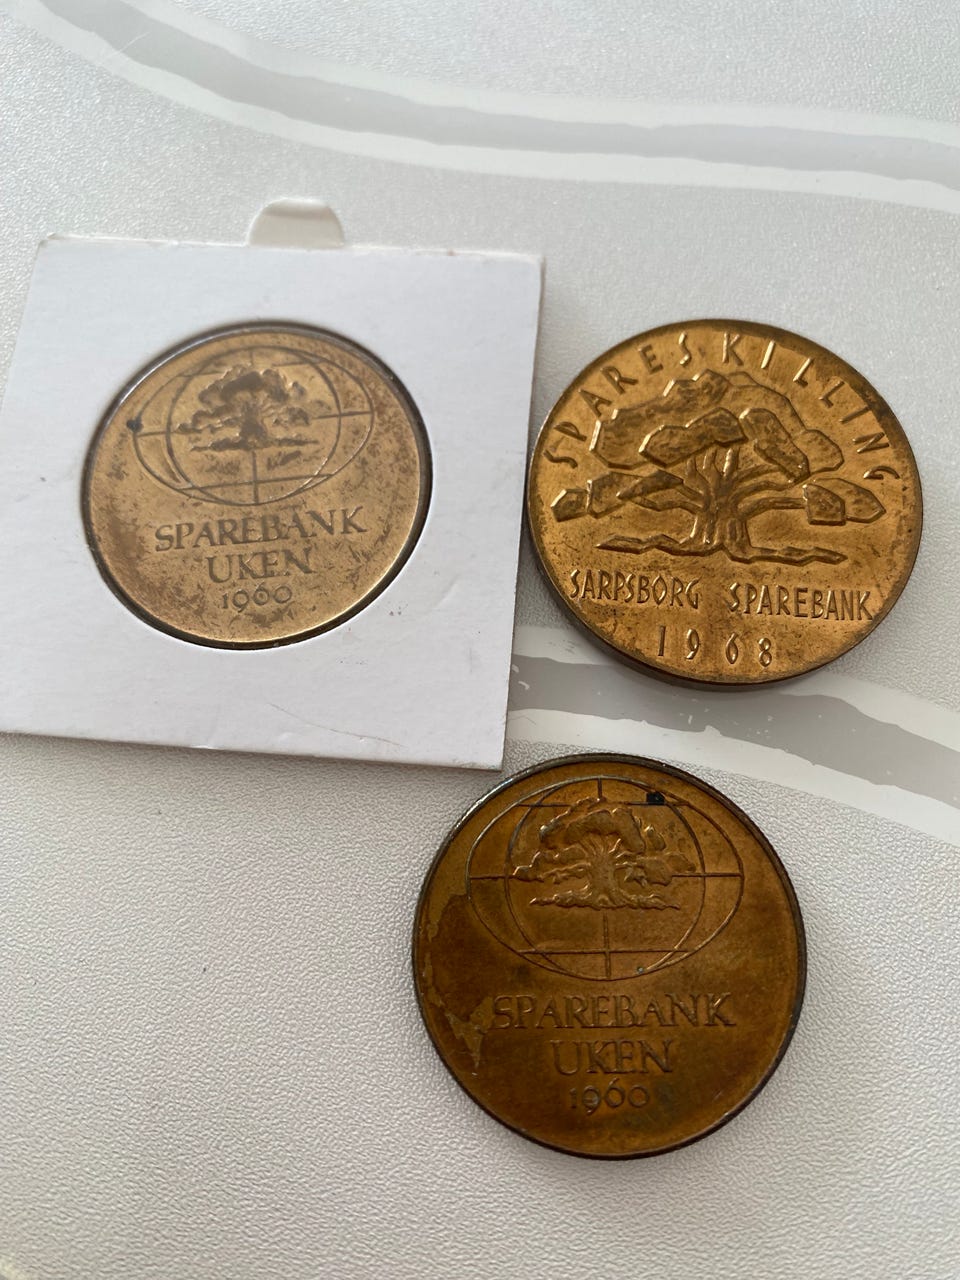 SPAREBANK
UKEN
1960
SPARESKILLING
SARPSBORG SPAREBANK
1968
SPAREBANK
UKEN
1960